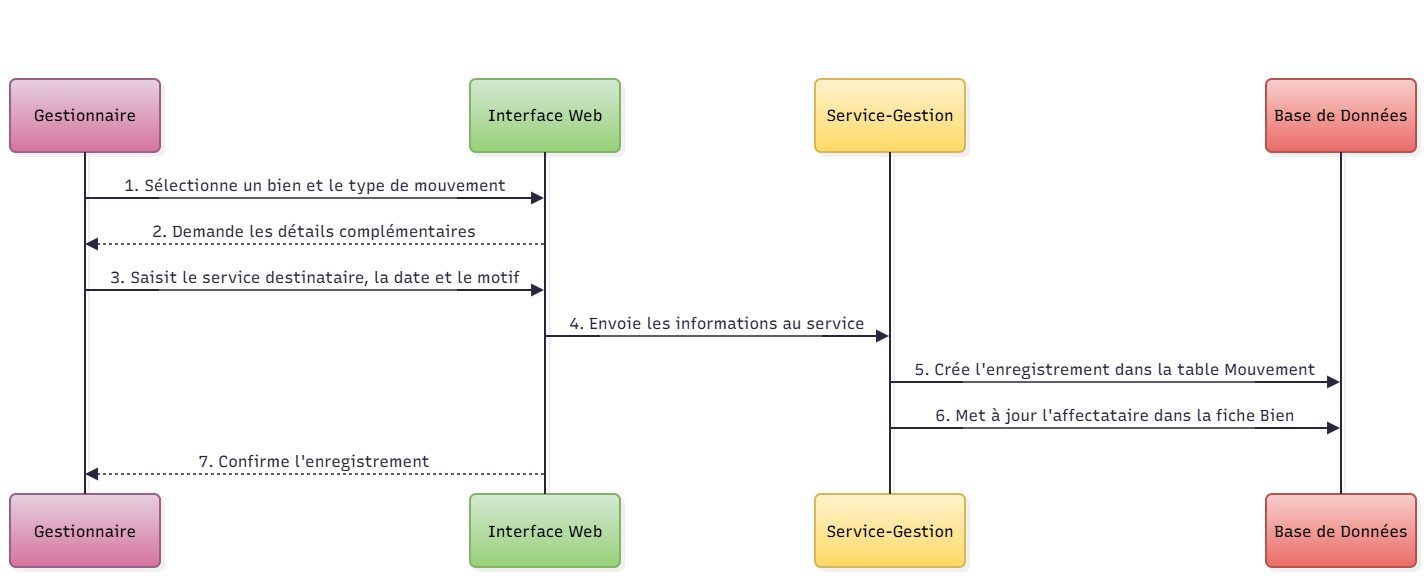 Gestionnaire
Interface Web
Service-Gestion
Base de Données
1. Sélectionne un bien et le type de mouvement
2. Demande les détails complémentaires
3. Saisit le service destinataire, la date et le motif
4. Envoie les informations au service
5. Crée l'enregistrement dans la table Mouvement
6. Met à jour l'affectataire dans la fiche Bien
7. Confirme l'enregistrement
Gestionnaire
Interface Web
Service-Gestion
Base de Données